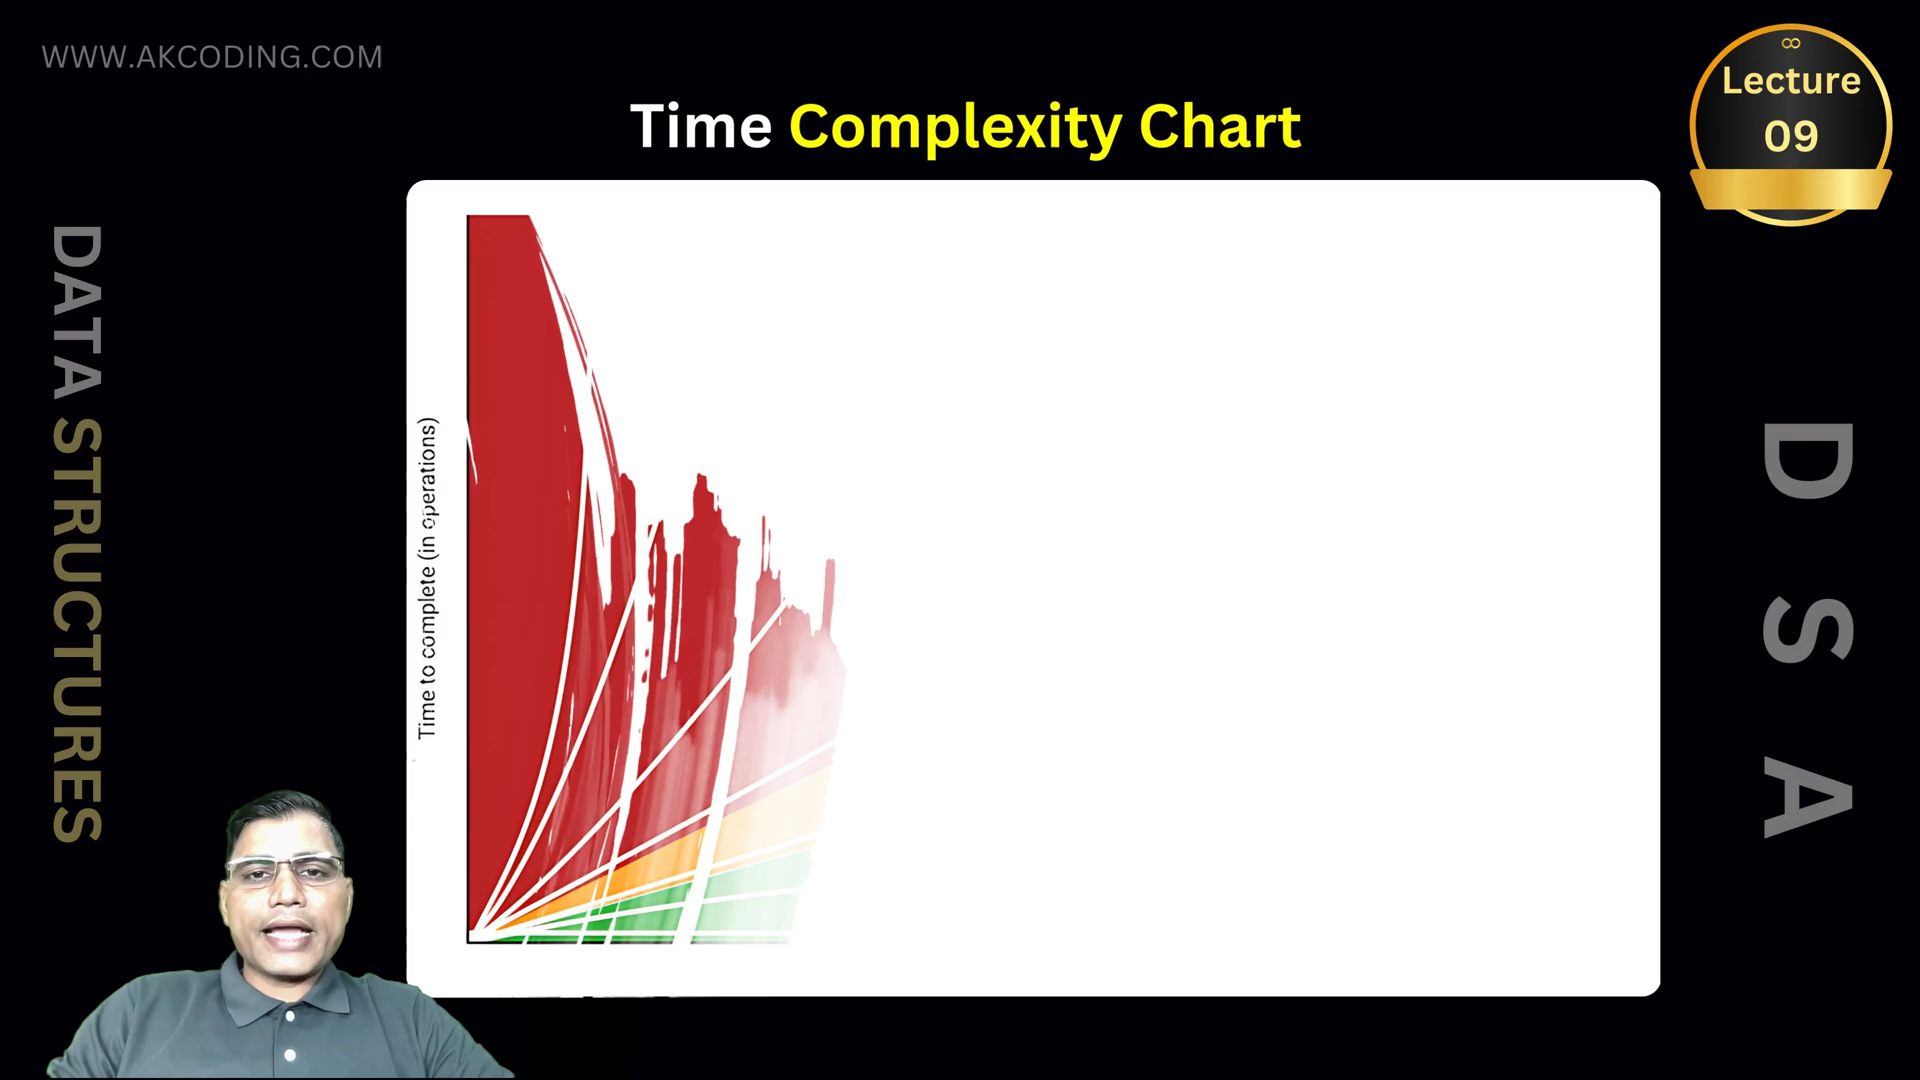 WWW.AKCODING.COM
Time Complexity Chart
∞
Lecture
09
DATA STRUCTURES
Time to complete (in operations)
D S A